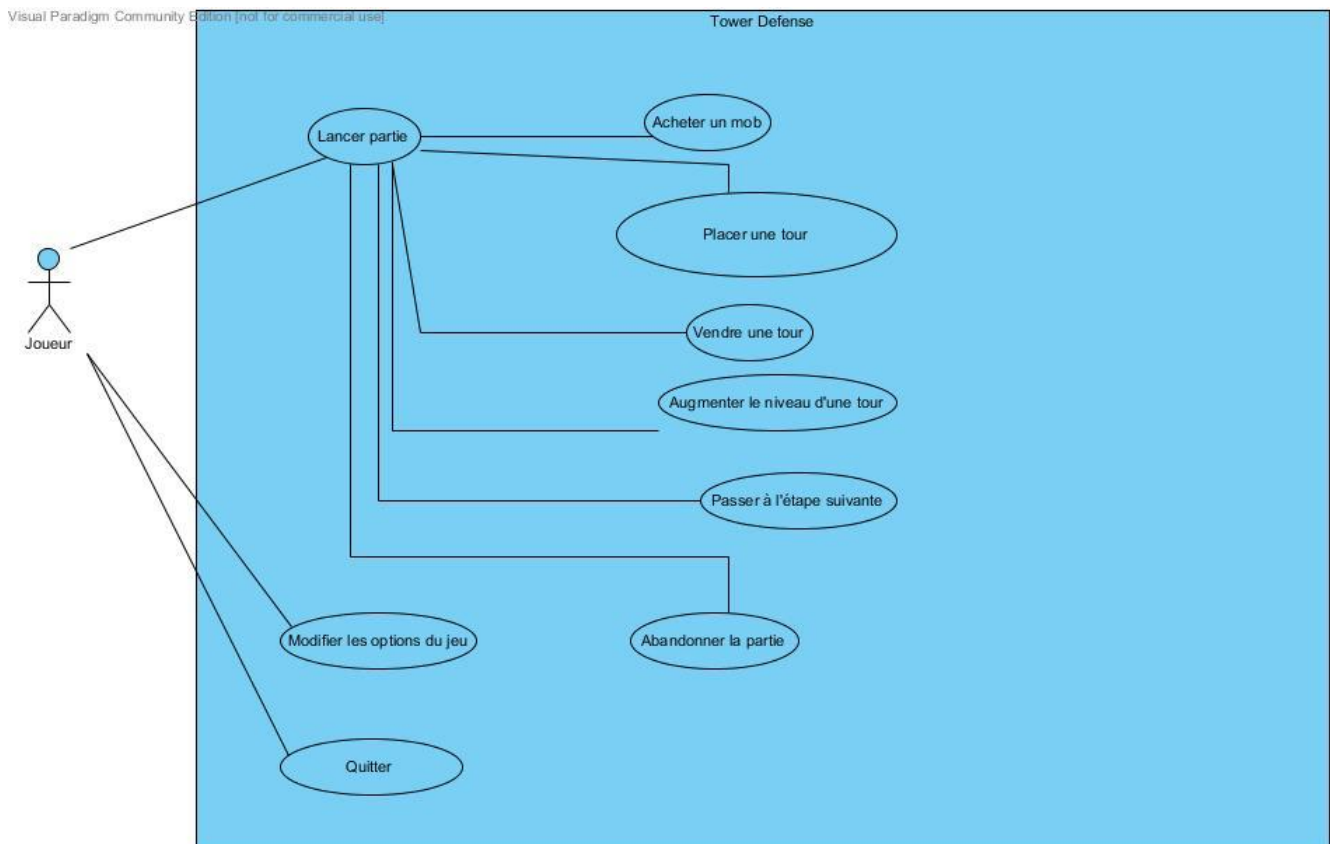 Visual Paradigm Community Edition [not for commercial use]
Tower Defense
Lancer partie
Acheter un mob
Placer une tour
Joueur
Vendre une tour
Augmenter le niveau d'une tour
Passer à l'étape suivante
Modifier les options du jeu
Abandonner la partie
Quitter